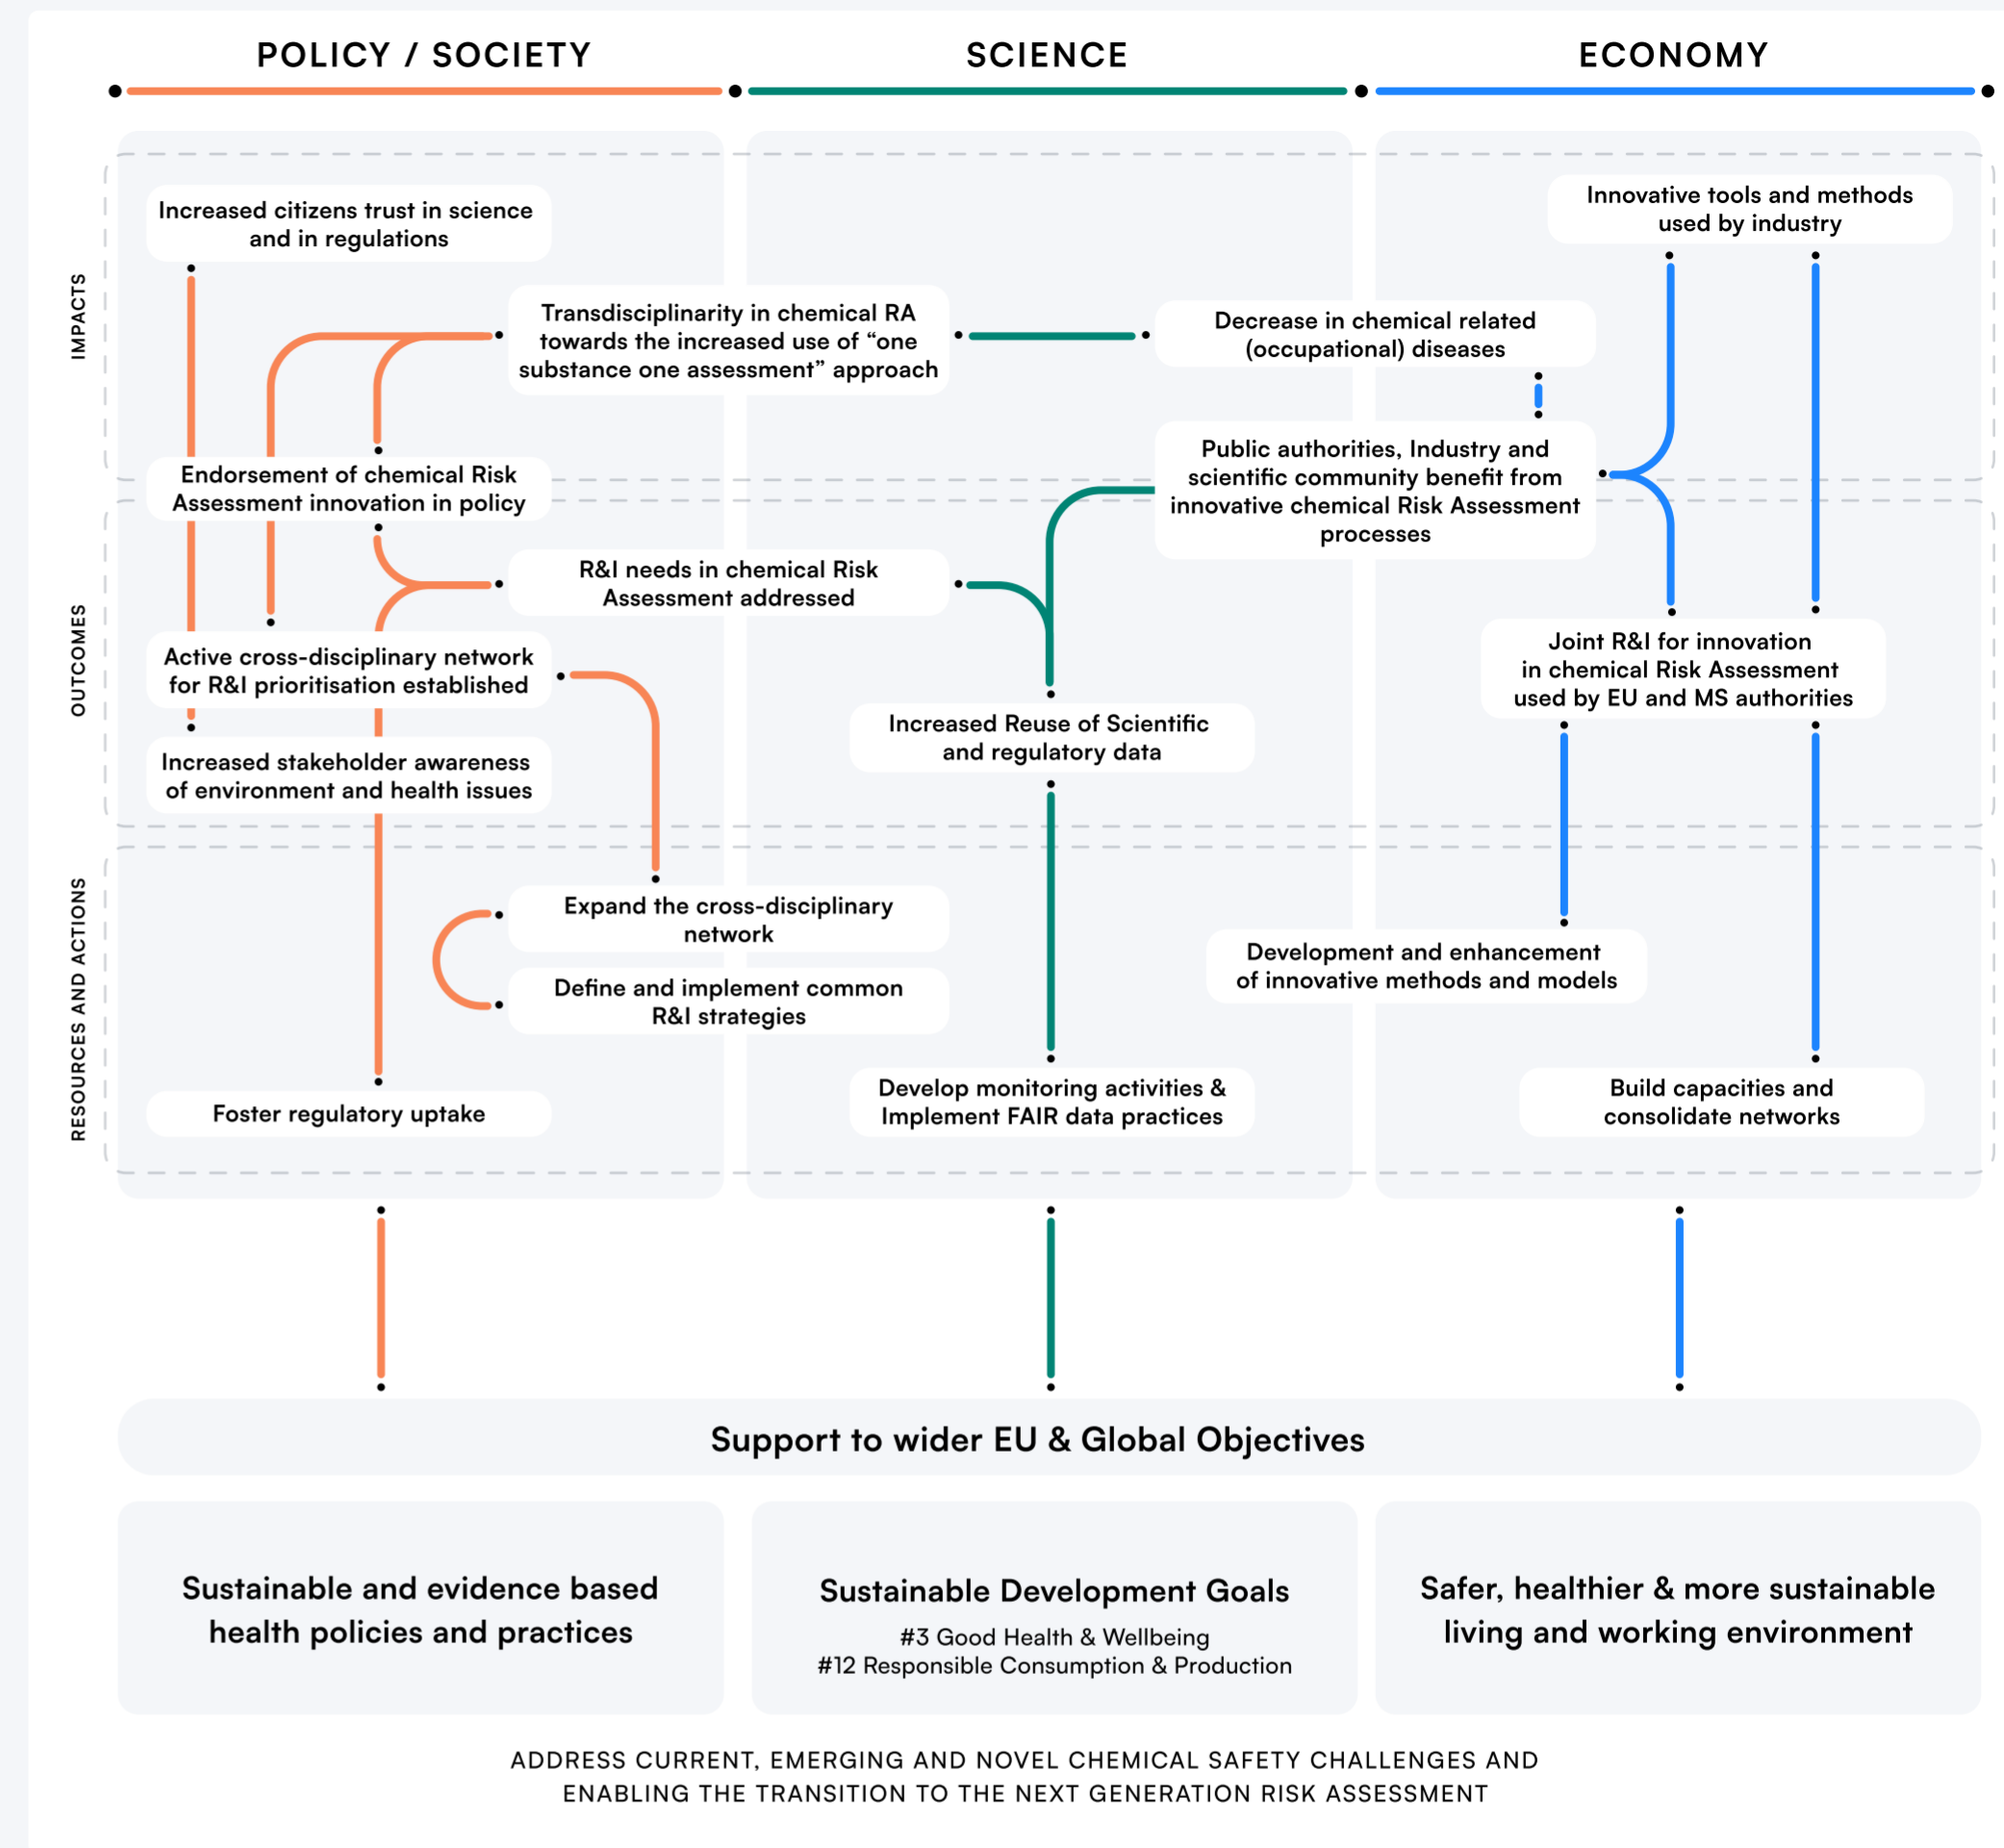 POLICY / SOCIETY
SCIENCE
ECONOMY
IMPACTS
Increased citizens trust in science
and in regulations
Innovative tools and methods
used by industry
Transdisciplinarity in chemical RA
towards the increased use of “one
substance one assessment” approach
Decrease in chemical related
(occupational) diseases
Endorsement of chemical Risk
Assessment innovation in policy
Public authorities, Industry and
scientific community benefit from
innovative chemical Risk Assessment
processes
OUTCOMES
R&I needs in chemical Risk
Assessment addressed
Active cross-disciplinary network
for R&I prioritisation established
Joint R&I for innovation
in chemical Risk Assessment
used by EU and MS authorities
Increased Reuse of Scientific
and regulatory data
Increased stakeholder awareness
of environment and health issues
RESOURCES AND ACTIONS
Expand the cross-disciplinary
network
Define and implement common
R&I strategies
Development and enhancement
of innovative methods and models
Foster regulatory uptake
Develop monitoring activities &
Implement FAIR data practices
Build capacities and
consolidate networks
Support to wider EU & Global Objectives
Sustainable and evidence based
health policies and practices
Sustainable Development Goals
#3 Good Health & Wellbeing
#12 Responsible Consumption & Production
Safer, healthier & more sustainable
living and working environment
ADDRESS CURRENT, EMERGING AND NOVEL CHEMICAL SAFETY CHALLENGES AND
ENABLING THE TRANSITION TO THE NEXT GENERATION RISK ASSESSMENT